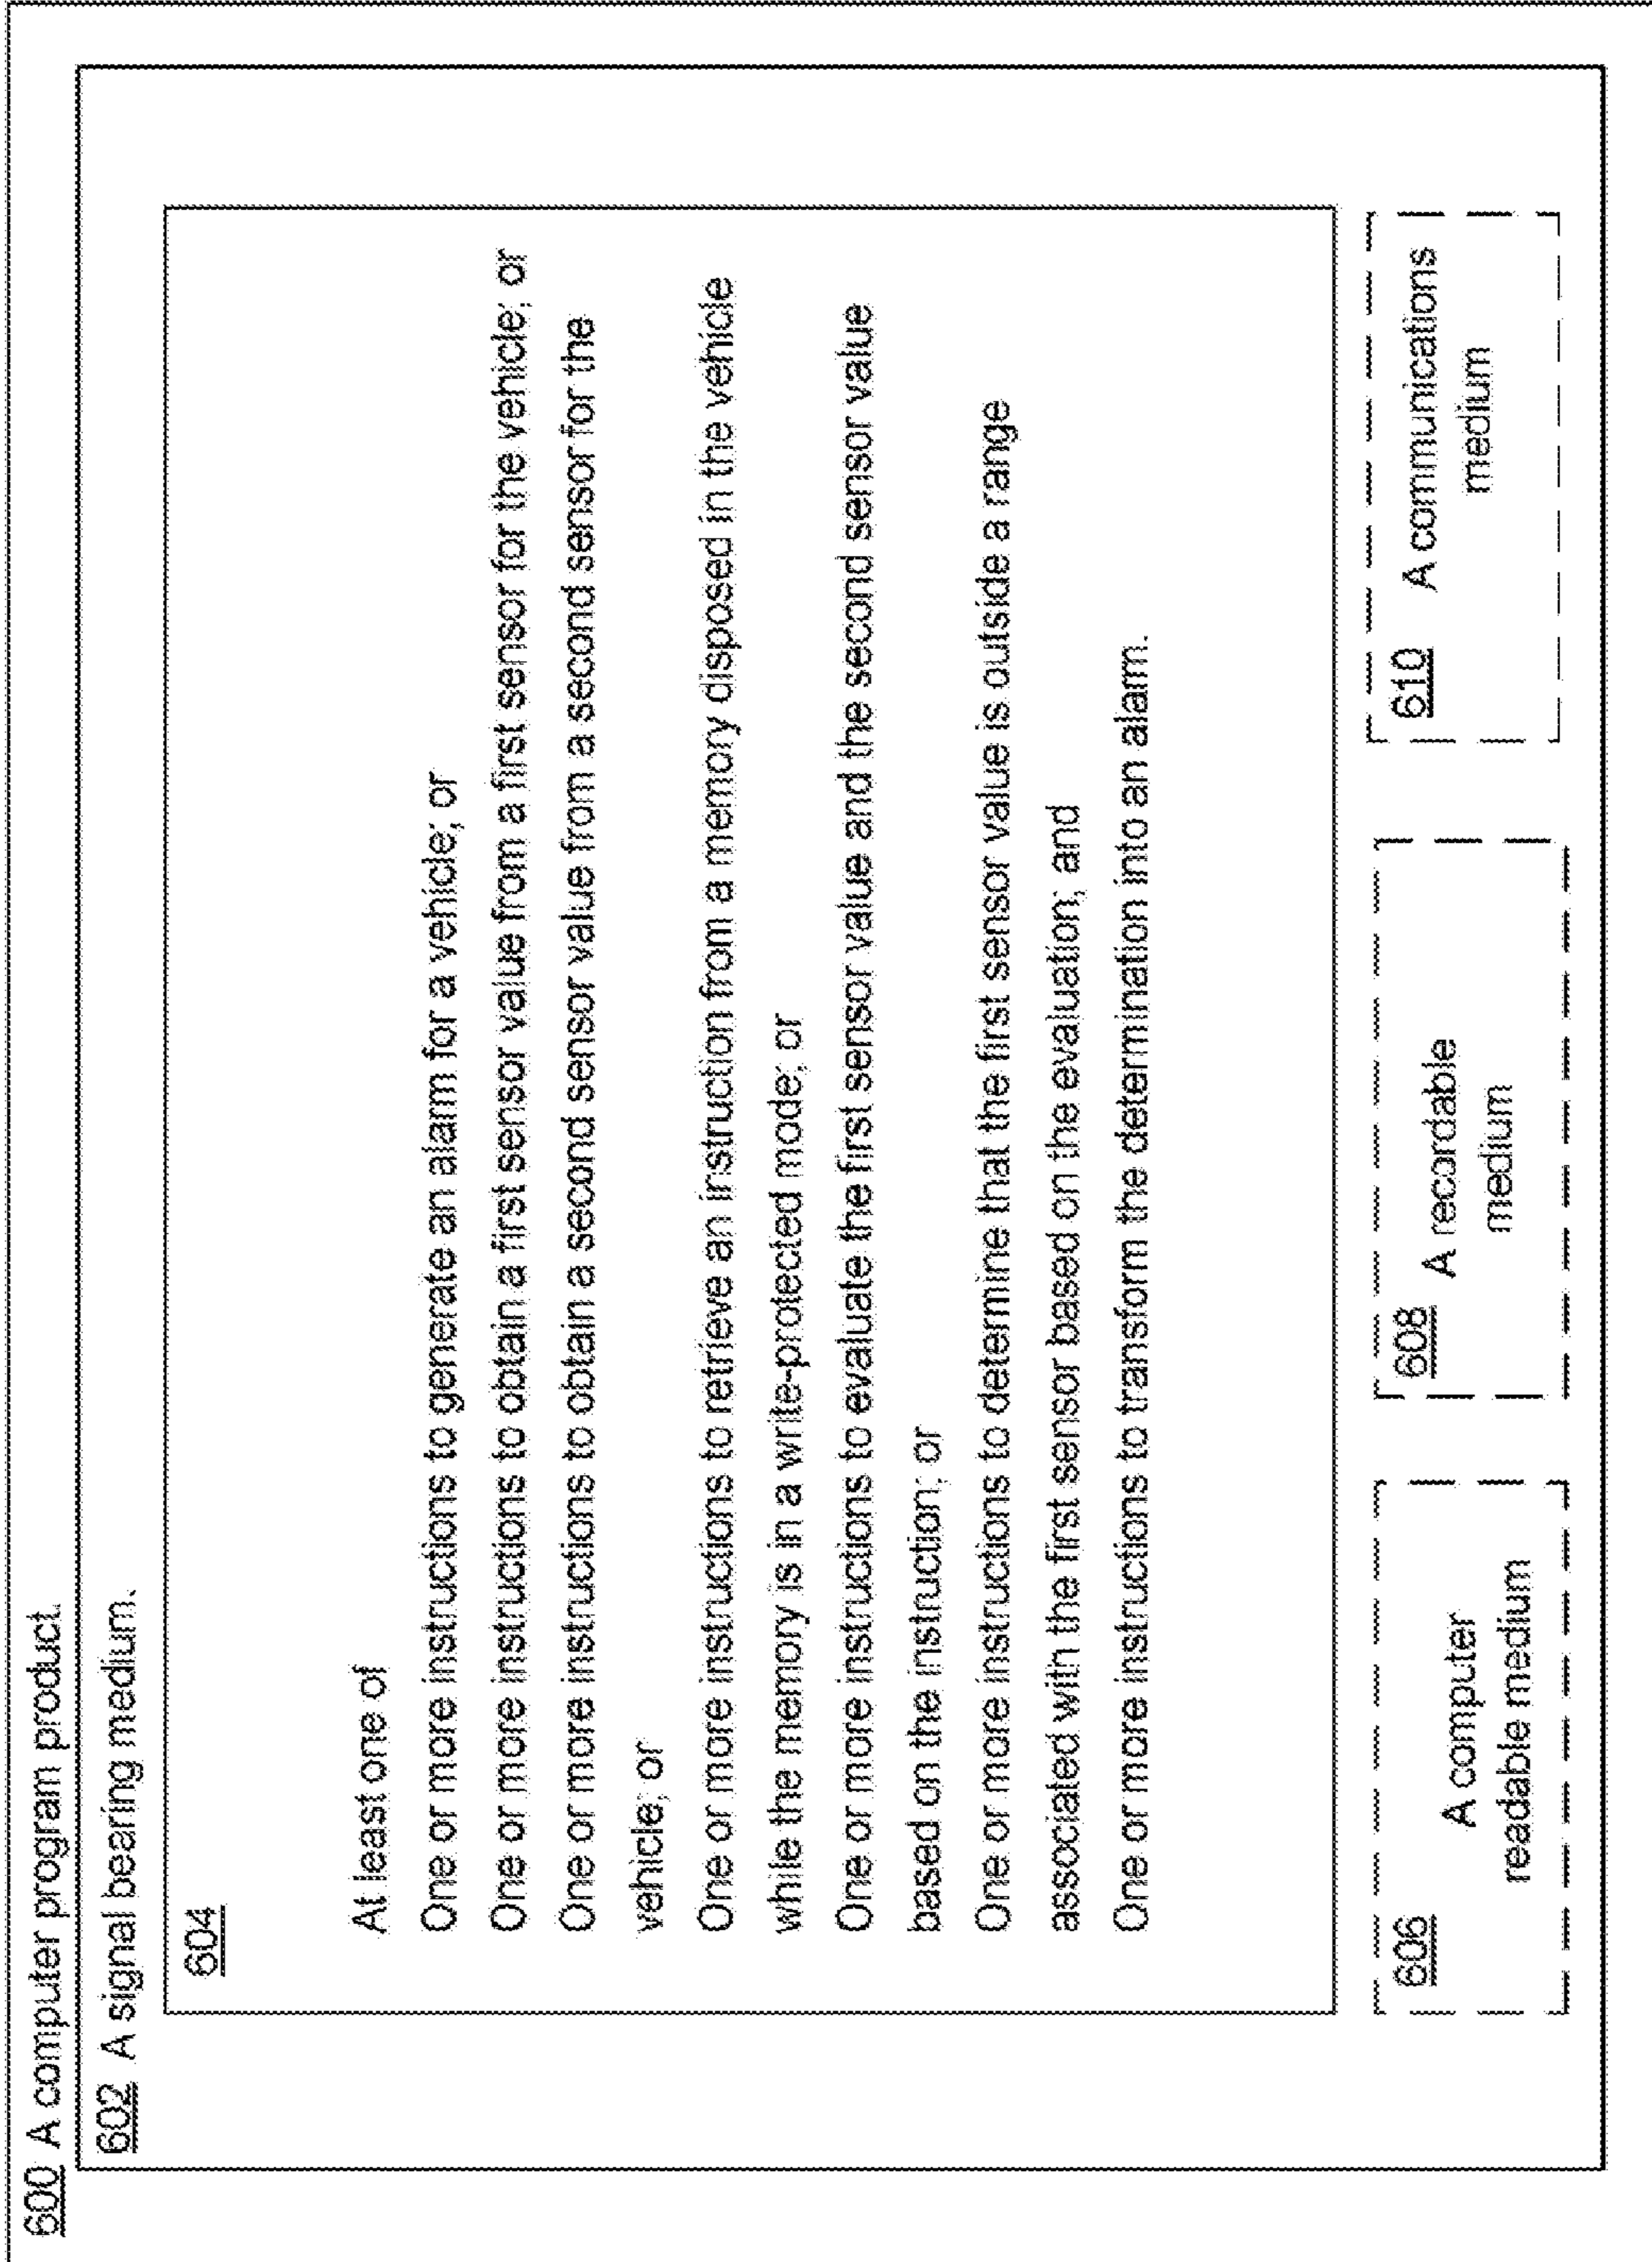 600 A computer program product.
602 A signal bearing medium.
604
At least one of
One or more instructions to generate an alarm for a vehicle; or
One or more instructions to obtain a first sensor value from a first sensor for the vehicle; or
One or more instructions to obtain a second sensor value from a second sensor for the
vehicle; or
One or more instructions to retrieve an instruction from a memory disposed in the vehicle
while the memory is in a write-protected mode; or
One or more instructions to evaluate the first sensor value and the second sensor value
based on the instruction; or
One or more instructions to determine that the first sensor value is outside a range
associated with the first sensor based on the evaluation; and
One or more instructions to transform the determination into an alarm.
606 A computer
readable medium
608 A recordable
medium
610 A communications
medium